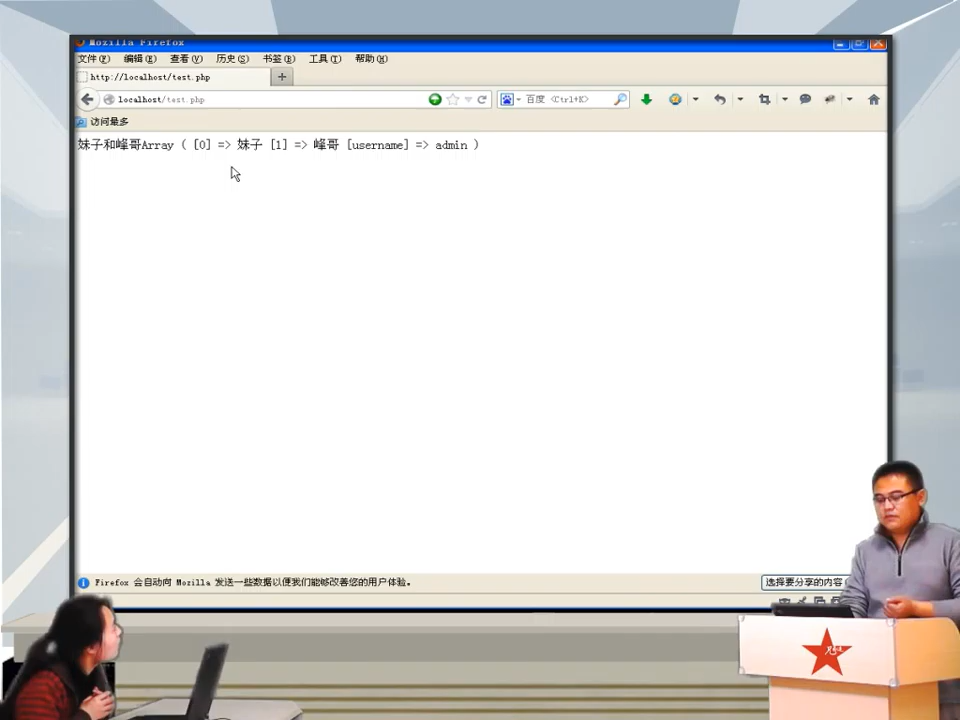 Mozilla Firefox
文件(F) 编辑(E) 查看(V) 历史(S) 书签(B) 工具(T) 帮助(H)
http://localhost/test.php +
localhost/test.php 百度 <Ctrl+K>
访问最多
妹子和峰哥Array ( [0] => 妹子 [1] => 峰哥 [username] => admin )
Firefox 会自动向 Mozilla 发送一些数据以便我们能够改善您的用户体验。 选择要分享的内容